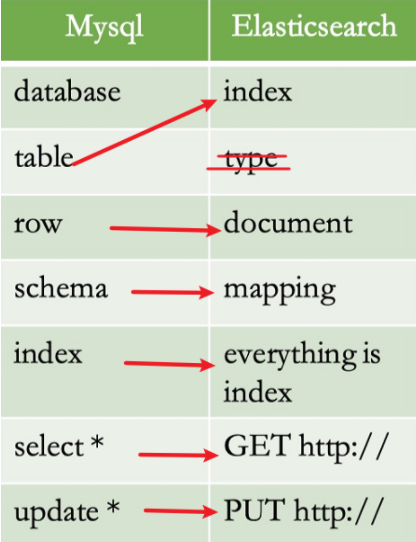 Mysql Elasticsearch
database index
table type
row document
schema mapping
index everything is
index
select * GET http://
update * PUT http://